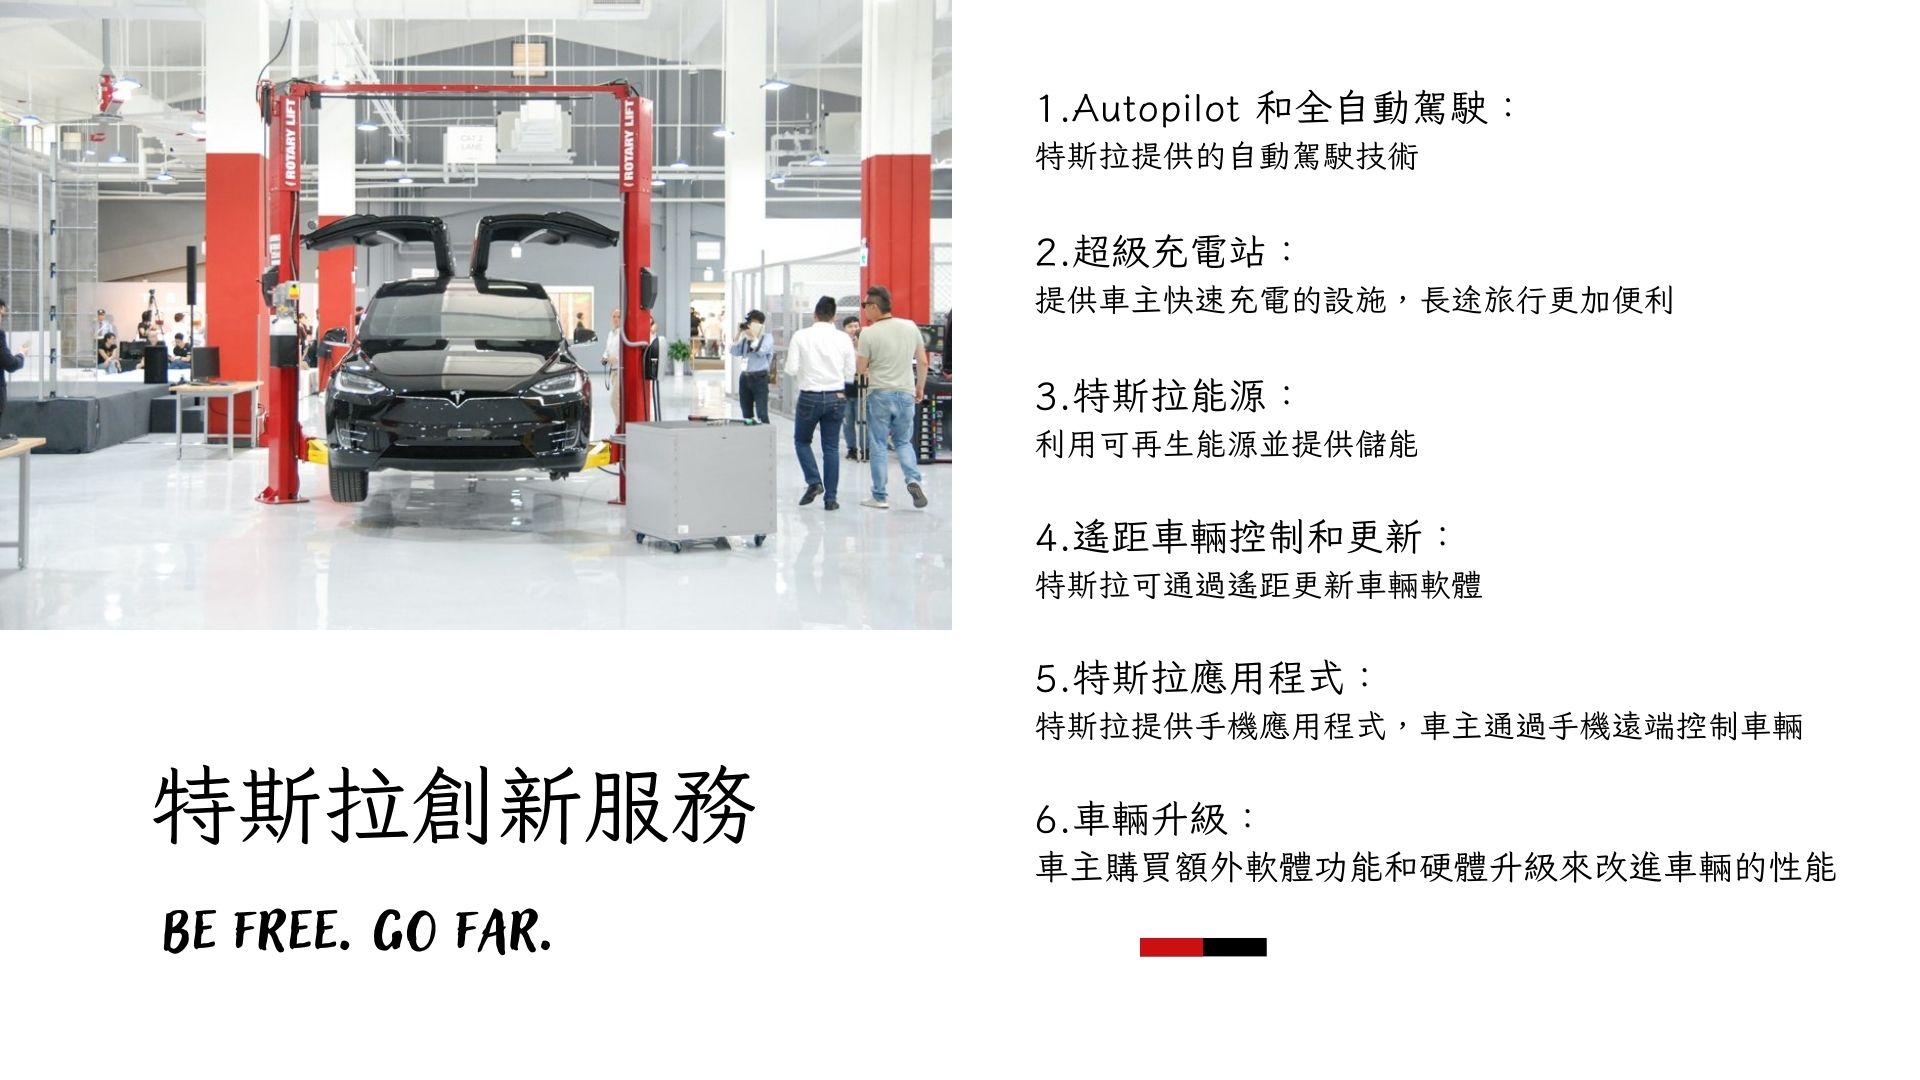 ROTARY LIFT
ROTARY LIFT
CAT 2
LANE
特斯拉創新服務
BE FREE. GO FAR.
1.Autopilot 和全自動駕駛：
特斯拉提供的自動駕駛技術
2.超級充電站：
提供車主快速充電的設施，長途旅行更加便利
3.特斯拉能源：
利用可再生能源並提供儲能
4.遙距車輛控制和更新：
特斯拉可通過遙距更新車輛軟體
5.特斯拉應用程式：
特斯拉提供手機應用程式，車主通過手機遠端控制車輛
6.車輛升級：
車主購買額外軟體功能和硬體升級來改進車輛的性能